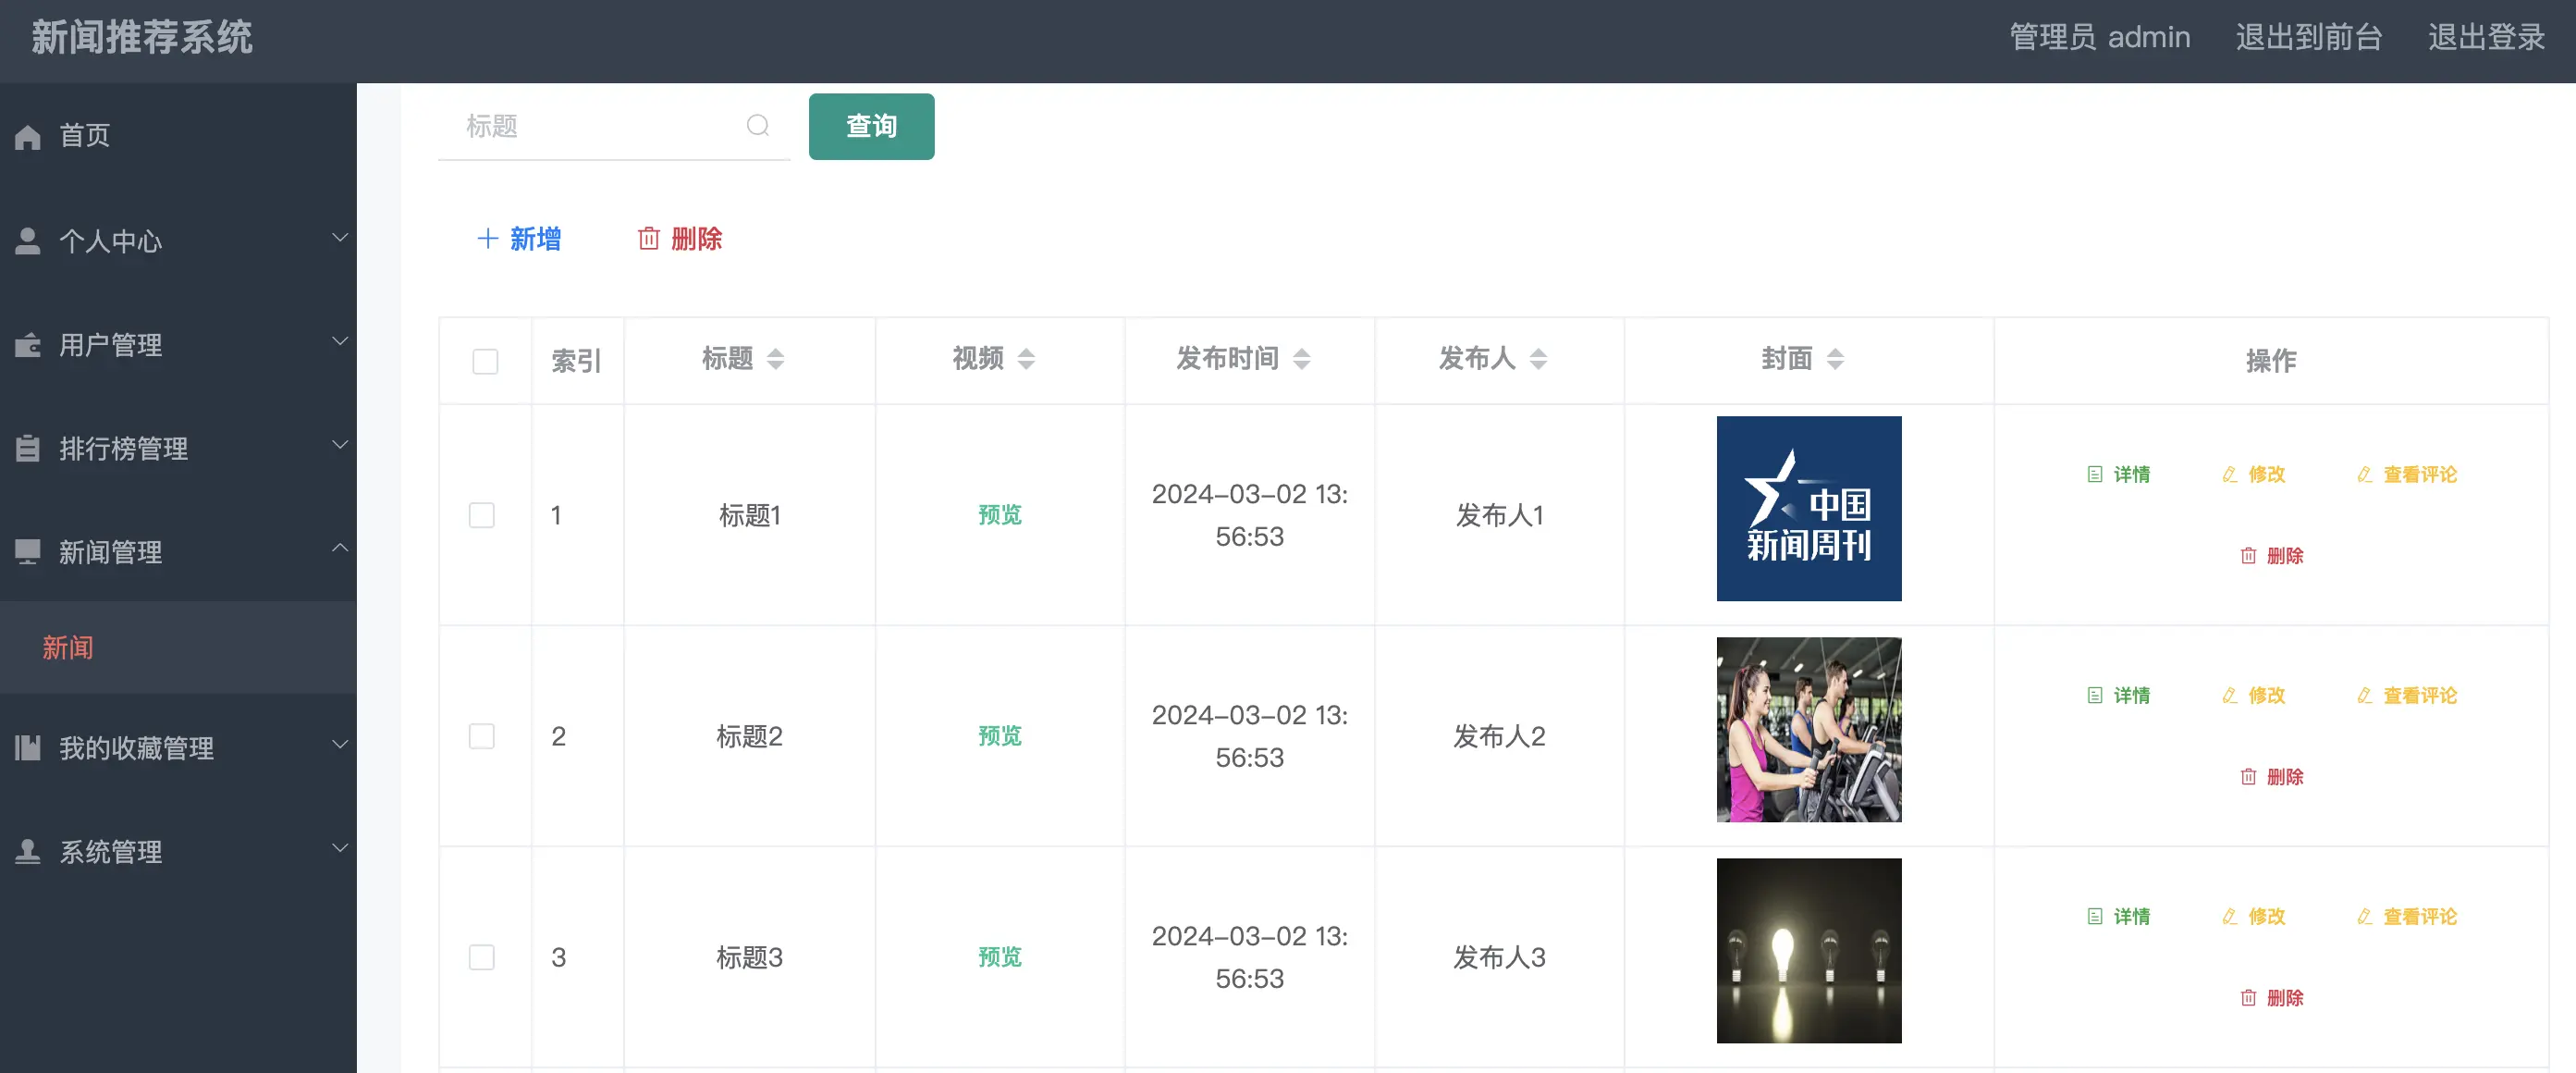 新闻推荐系统
管理员 admin 退出到前台 退出登录
首页
个人中心
用户管理
排行榜管理
新闻管理
新闻
我的收藏管理
系统管理
标题 查询
新增 删除
索引 标题 视频 发布时间 发布人 封面 操作
1 标题1 预览 2024-03-02 13:56:53 发布人1
中国
新闻周刊
详情 修改 查看评论
删除
2 标题2 预览 2024-03-02 13:56:53 发布人2
详情 修改 查看评论
删除
3 标题3 预览 2024-03-02 13:56:53 发布人3
详情 修改 查看评论
删除